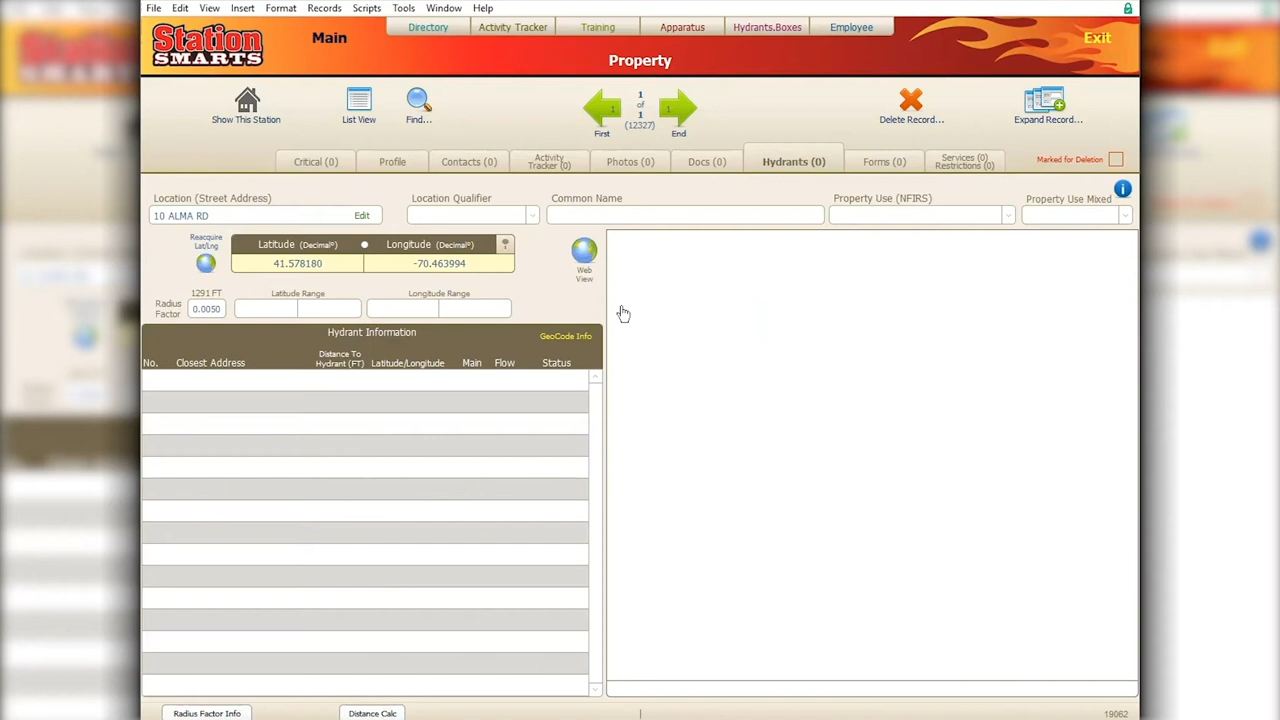 File Edit View Insert Format Records Scripts Tools Window Help
Station SMARTS
Main
Directory Activity Tracker Training Apparatus Hydrants.Boxes Employee
Property
Exit
Show This Station
List View
Find...
1
First
1
of
1
(12327)
1
End
Delete Record...
Expand Record...
Critical (0)
Profile
Contacts (0)
Activity
Tracker (0)
Photos (0)
Docs (0)
Hydrants (0)
Forms (0)
Services (0)
Restrictions (0)
Marked for Deletion
Location (Street Address)
Location Qualifier
Common Name
Property Use (NFIRS)
Property Use Mixed
10 ALMA RD
Edit
Reacquire
Lat/Lng
Latitude (Decimal°)
Longitude (Decimal°)
41.578180
-70.463994
Web
View
1291 FT
Latitude Range
Longitude Range
Radius
Factor
0.0050
Hydrant Information
GeoCode Info
No.
Closest Address
Distance To
Hydrant (FT)
Latitude/Longitude
Main
Flow
Status
Radius Factor Info
Distance Calc
19062